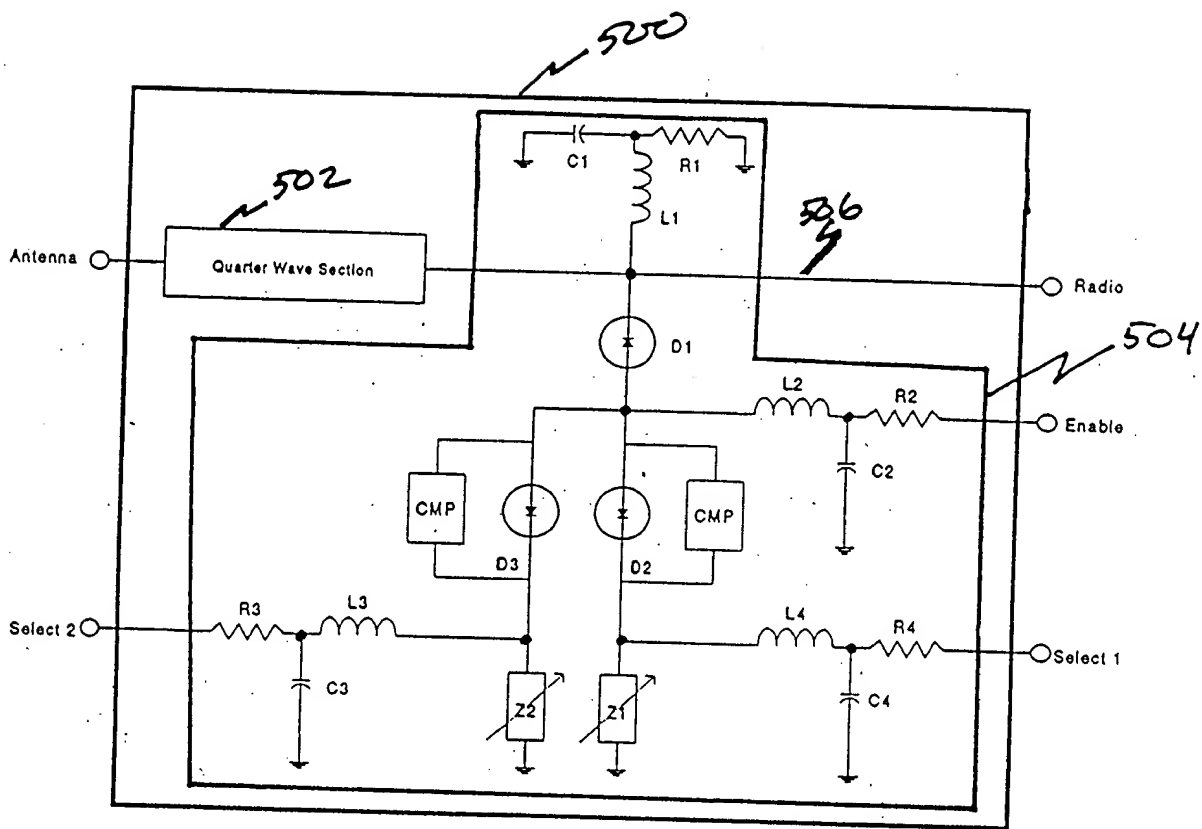 500
C1
R1
502
L1
506
Antenna
Quarter Wave Section
Radio
D1
504
L2
R2
Enable
C2
CMP
CMP
D3
D2
R3
L3
L4
R4
Select 2
Select 1
C3
Z2
Z1
C4